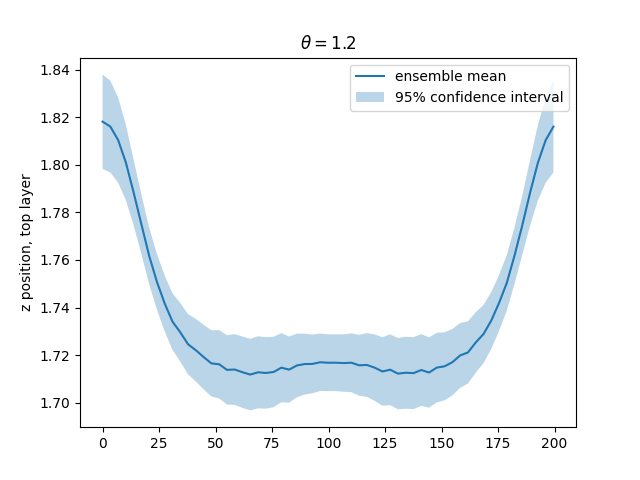 θ = 1.2
ensemble mean
95% confidence interval
z position, top layer
1.84
1.82
1.80
1.78
1.76
1.74
1.72
1.70
0 25 50 75 100 125 150 175 200